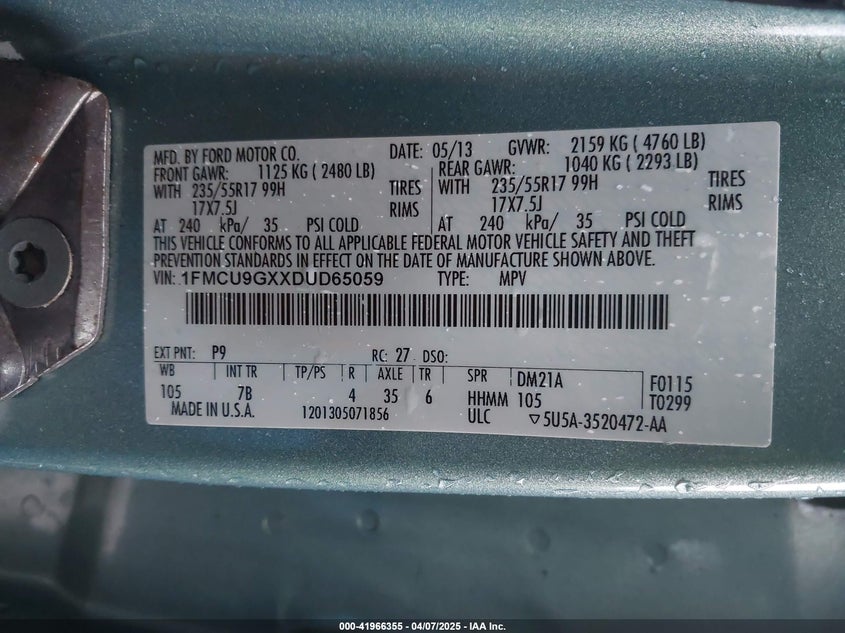 MFD. BY FORD MOTOR CO. DATE: 05/13 GVWR: 2159 KG ( 4760 LB)
FRONT GAWR: 1125 KG ( 2480 LB) REAR GAWR: 1040 KG ( 2293 LB)
WITH 235/55R17 99H TIRES WITH 235/55R17 99H TIRES
17X7.5J RIMS 17X7.5J RIMS
AT 240 kPa/ 35 PSI COLD AT 240 kPa/ 35 PSI COLD
THIS VEHICLE CONFORMS TO ALL APPLICABLE FEDERAL MOTOR VEHICLE SAFETY AND THEFT
PREVENTION STANDARDS IN EFFECT ON THE DATE OF MANUFACTURE SHOWN ABOVE.
VIN: 1FMCU9GXXDUD65059 TYPE: MPV
EXT PNT: P9 RC: 27 DSO:
WB INT TR TP/PS R AXLE TR SPR DM21A F0115
105 7B 4 35 6 HHMM 105 T0299
MADE IN U.S.A. 1201305071856 ULC ▽5U5A-3520472-AA
000-41966355 | 04/07/2025 - IAA Inc.